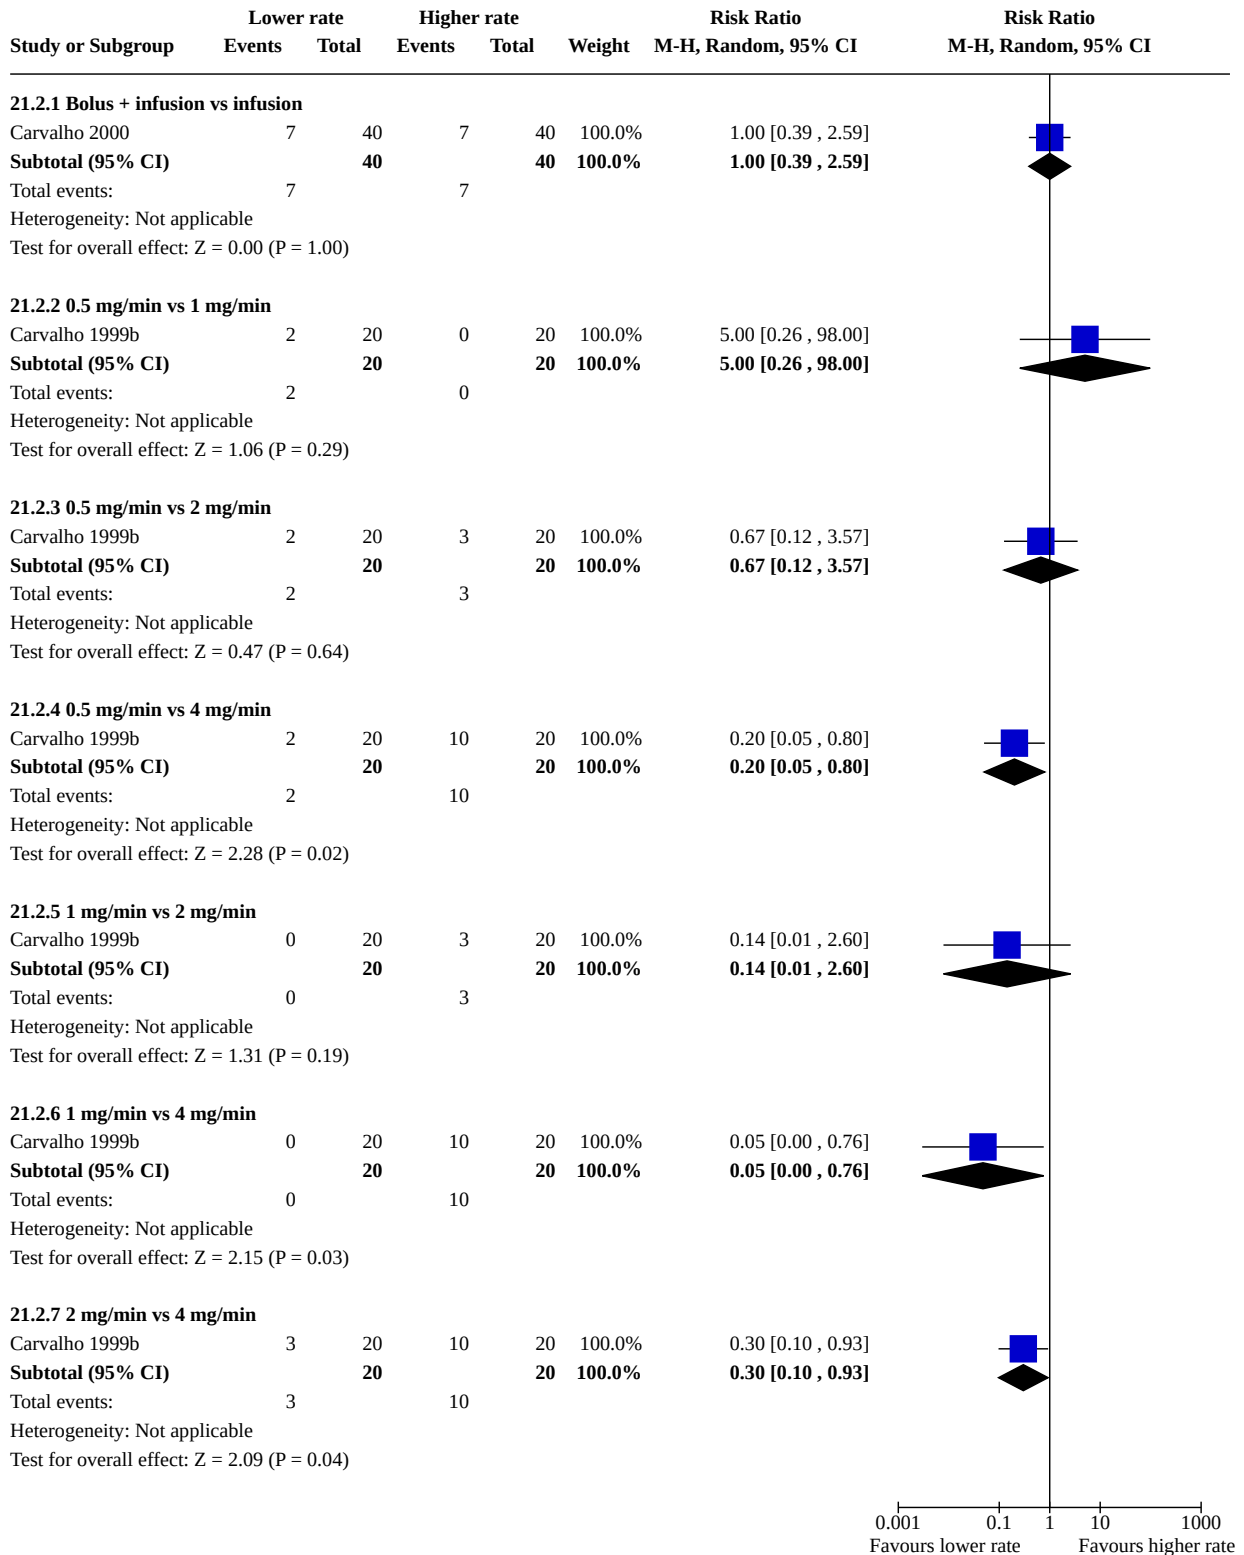 Lower rate Higher rate Risk Ratio Risk Ratio
Study or Subgroup Events Total Events Total Weight M-H, Random, 95% CI M-H, Random, 95% CI
21.2.1 Bolus + infusion vs infusion
Carvalho 2000 7 40 7 40 100.0% 1.00 [0.39 , 2.59]
Subtotal (95% CI) 40 40 100.0% 1.00 [0.39 , 2.59]
Total events: 7 7
Heterogeneity: Not applicable
Test for overall effect: Z = 0.00 (P = 1.00)
21.2.2 0.5 mg/min vs 1 mg/min
Carvalho 1999b 2 20 0 20 100.0% 5.00 [0.26 , 98.00]
Subtotal (95% CI) 20 20 100.0% 5.00 [0.26 , 98.00]
Total events: 2 0
Heterogeneity: Not applicable
Test for overall effect: Z = 1.06 (P = 0.29)
21.2.3 0.5 mg/min vs 2 mg/min
Carvalho 1999b 2 20 3 20 100.0% 0.67 [0.12 , 3.57]
Subtotal (95% CI) 20 20 100.0% 0.67 [0.12 , 3.57]
Total events: 2 3
Heterogeneity: Not applicable
Test for overall effect: Z = 0.47 (P = 0.64)
21.2.4 0.5 mg/min vs 4 mg/min
Carvalho 1999b 2 20 10 20 100.0% 0.20 [0.05 , 0.80]
Subtotal (95% CI) 20 20 100.0% 0.20 [0.05 , 0.80]
Total events: 2 10
Heterogeneity: Not applicable
Test for overall effect: Z = 2.28 (P = 0.02)
21.2.5 1 mg/min vs 2 mg/min
Carvalho 1999b 0 20 3 20 100.0% 0.14 [0.01 , 2.60]
Subtotal (95% CI) 20 20 100.0% 0.14 [0.01 , 2.60]
Total events: 0 3
Heterogeneity: Not applicable
Test for overall effect: Z = 1.31 (P = 0.19)
21.2.6 1 mg/min vs 4 mg/min
Carvalho 1999b 0 20 10 20 100.0% 0.05 [0.00 , 0.76]
Subtotal (95% CI) 20 20 100.0% 0.05 [0.00 , 0.76]
Total events: 0 10
Heterogeneity: Not applicable
Test for overall effect: Z = 2.15 (P = 0.03)
21.2.7 2 mg/min vs 4 mg/min
Carvalho 1999b 3 20 10 20 100.0% 0.30 [0.10 , 0.93]
Subtotal (95% CI) 20 20 100.0% 0.30 [0.10 , 0.93]
Total events: 3 10
Heterogeneity: Not applicable
Test for overall effect: Z = 2.09 (P = 0.04)
0.001 0.1 1 10 1000
Favours lower rate Favours higher rate